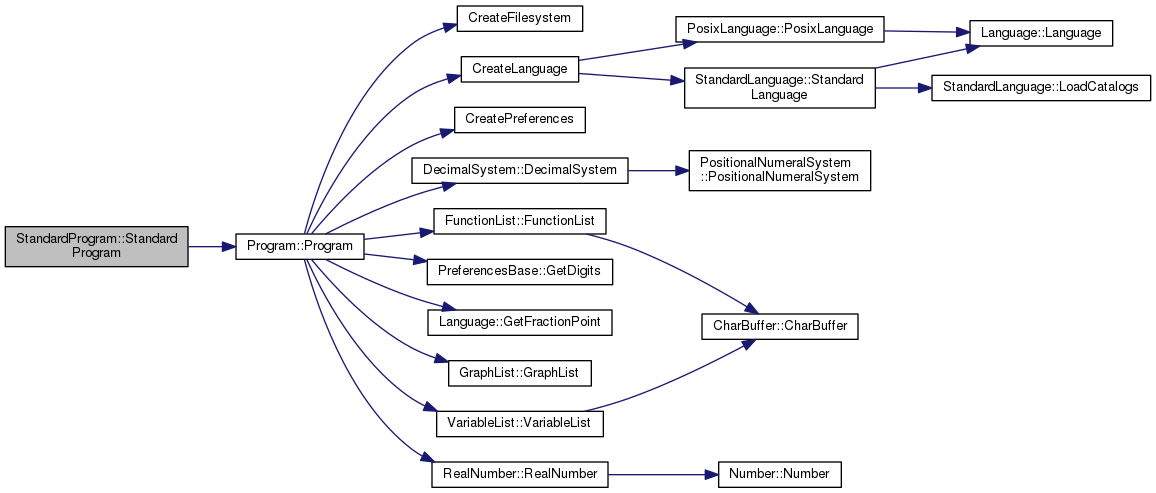 CreateFilesystem
PosixLanguage::PosixLanguage
Language::Language
CreateLanguage
StandardLanguage::Standard
Language
StandardLanguage::LoadCatalogs
CreatePreferences
DecimalSystem::DecimalSystem
PositionalNumeralSystem
::PositionalNumeralSystem
FunctionList::FunctionList
StandardProgram::Standard
Program
Program::Program
PreferencesBase::GetDigits
Language::GetFractionPoint
CharBuffer::CharBuffer
GraphList::GraphList
VariableList::VariableList
RealNumber::RealNumber
Number::Number